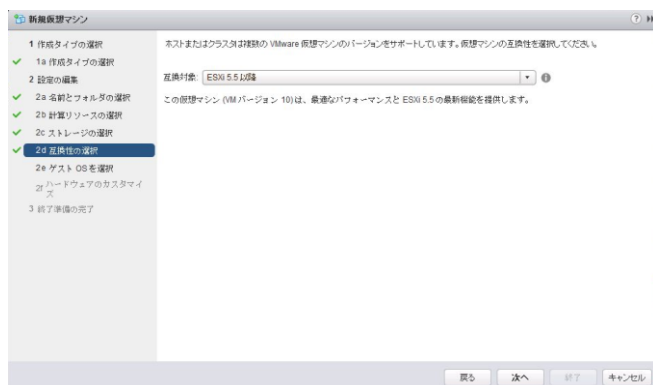 新規仮想マシン
1 作成タイプの選択
1a 作成タイプの選択
2 設定の編集
2a 名前とフォルダの選択
2b 計算リソースの選択
2c ストレージの選択
2d 互換性の選択
2e ゲスト OS を選択
2f ハードウェアのカスタマイ
ズ
3 終了準備の完了
ホストまたはクラスタは複数の VMware 仮想マシンのバージョンをサポートしています。仮想マシンの互換性を選択してください。
互換対象: ESXi 5.5 以降
この仮想マシン (VM バージョン 10) は、最適なパフォーマンスと ESXi 5.5 の最新機能を提供します。
戻る 次へ 終了 キャンセル